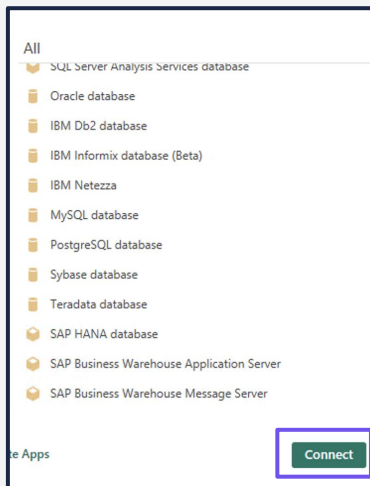 All
SQL Server Analysis Services database
Oracle database
IBM Db2 database
IBM Informix database (Beta)
IBM Netezza
MySQL database
PostgreSQL database
Sybase database
Teradata database
SAP HANA database
SAP Business Warehouse Application Server
SAP Business Warehouse Message Server
te Apps
Connect